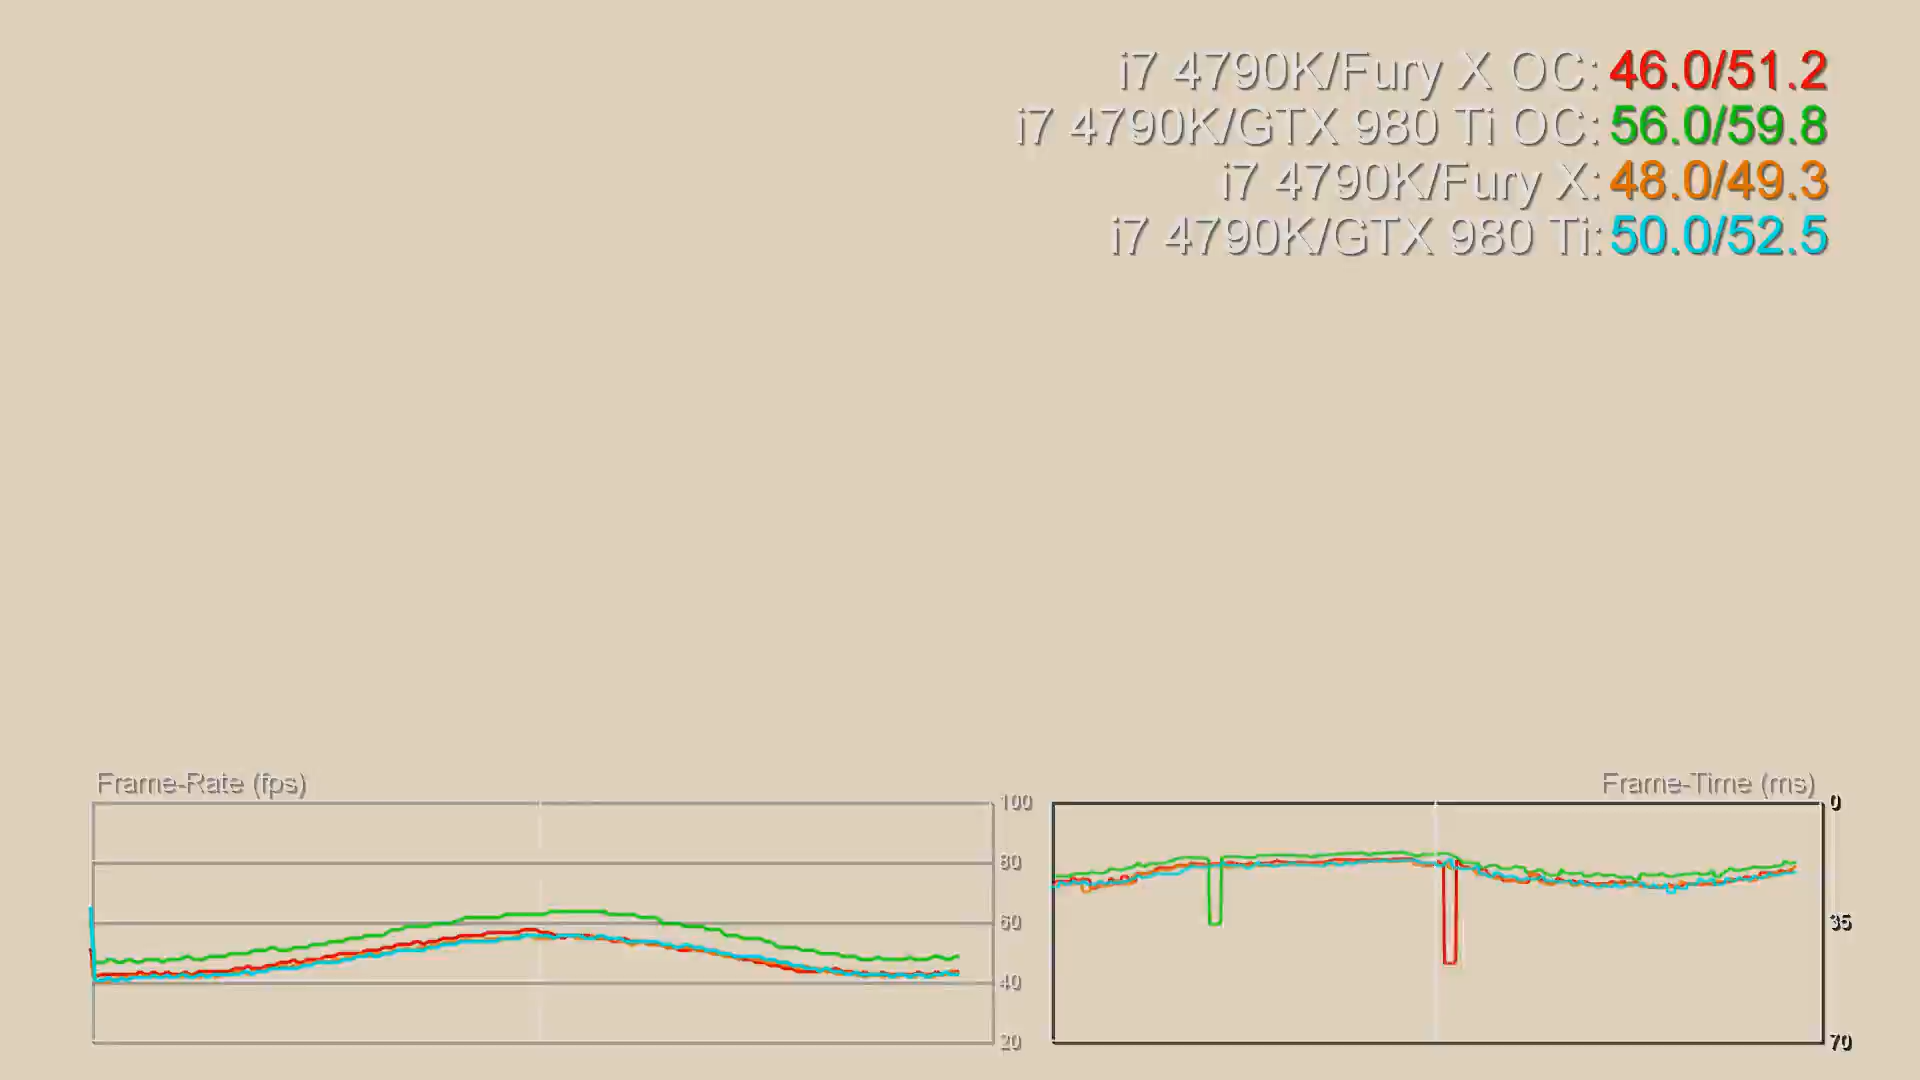 i7 4790K/Fury X OC: 46.0/51.2
i7 4790K/GTX 980 Ti OC: 56.0/59.8
i7 4790K/Fury X: 48.0/49.3
i7 4790K/GTX 980 Ti: 50.0/52.5
Frame-Rate (fps)
100
80
60
40
20
Frame-Time (ms)
0
35
70